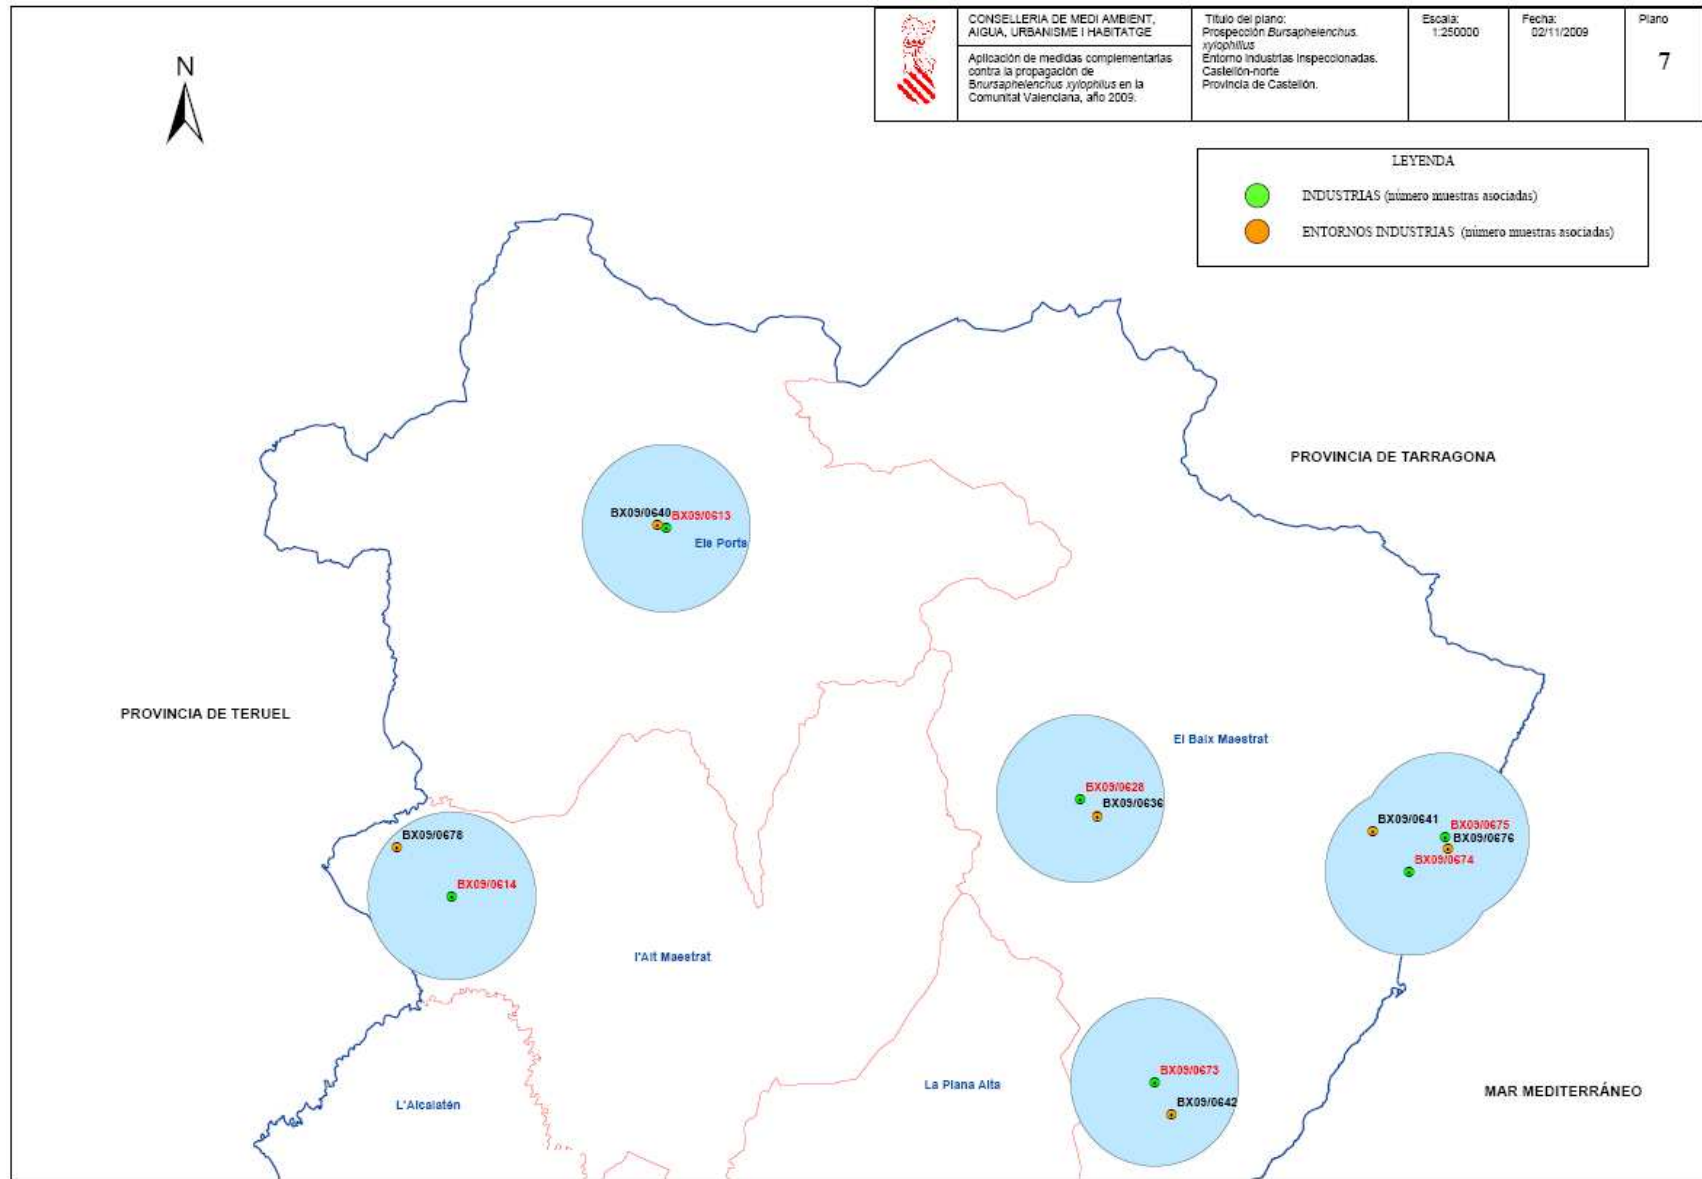 CONSELLERIA DE MEDI AMBIENT,
AIGUA, URBANISME I HABITATGE
Aplicación de medidas complementarias
contra la propagación de
Bnursaphelenchus xylophilus en la
Comunitat Valenciana, año 2009.
Título del plano:
Prospección Bursaphelenchus.
xylophilus
Entorno Industrias Inspeccionadas.
Castellón-norte
Provincia de Castellón.
Escala:
1:250000
Fecha:
02/11/2009
Plano
7
N
LEYENDA
INDUSTRIAS (número muestras asociadas)
ENTORNOS INDUSTRIAS (número muestras asociadas)
PROVINCIA DE TARRAGONA
BX09/0640
BX09/0613
Els Ports
PROVINCIA DE TERUEL
El Baix Maestrat
BX09/0628
BX09/0636
BX09/0641
BX09/0675
BX09/0676
BX09/0674
BX09/0678
BX09/0614
l'Alt Maestrat
BX09/0673
BX09/0642
La Plana Alta
L'Alcalatén
MAR MEDITERRÁNEO